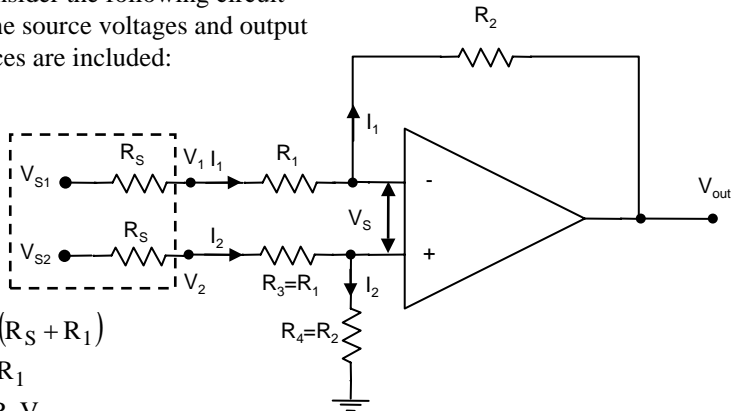 nsider the following circuit
ne source voltages and output
ces are included:
R2
I1
VS1
RS
V1 I1
R1
-
VS
Vout
VS2
RS
I2
+
V2
R3=R1
I2
(RS + R1)
R4=R2
R1